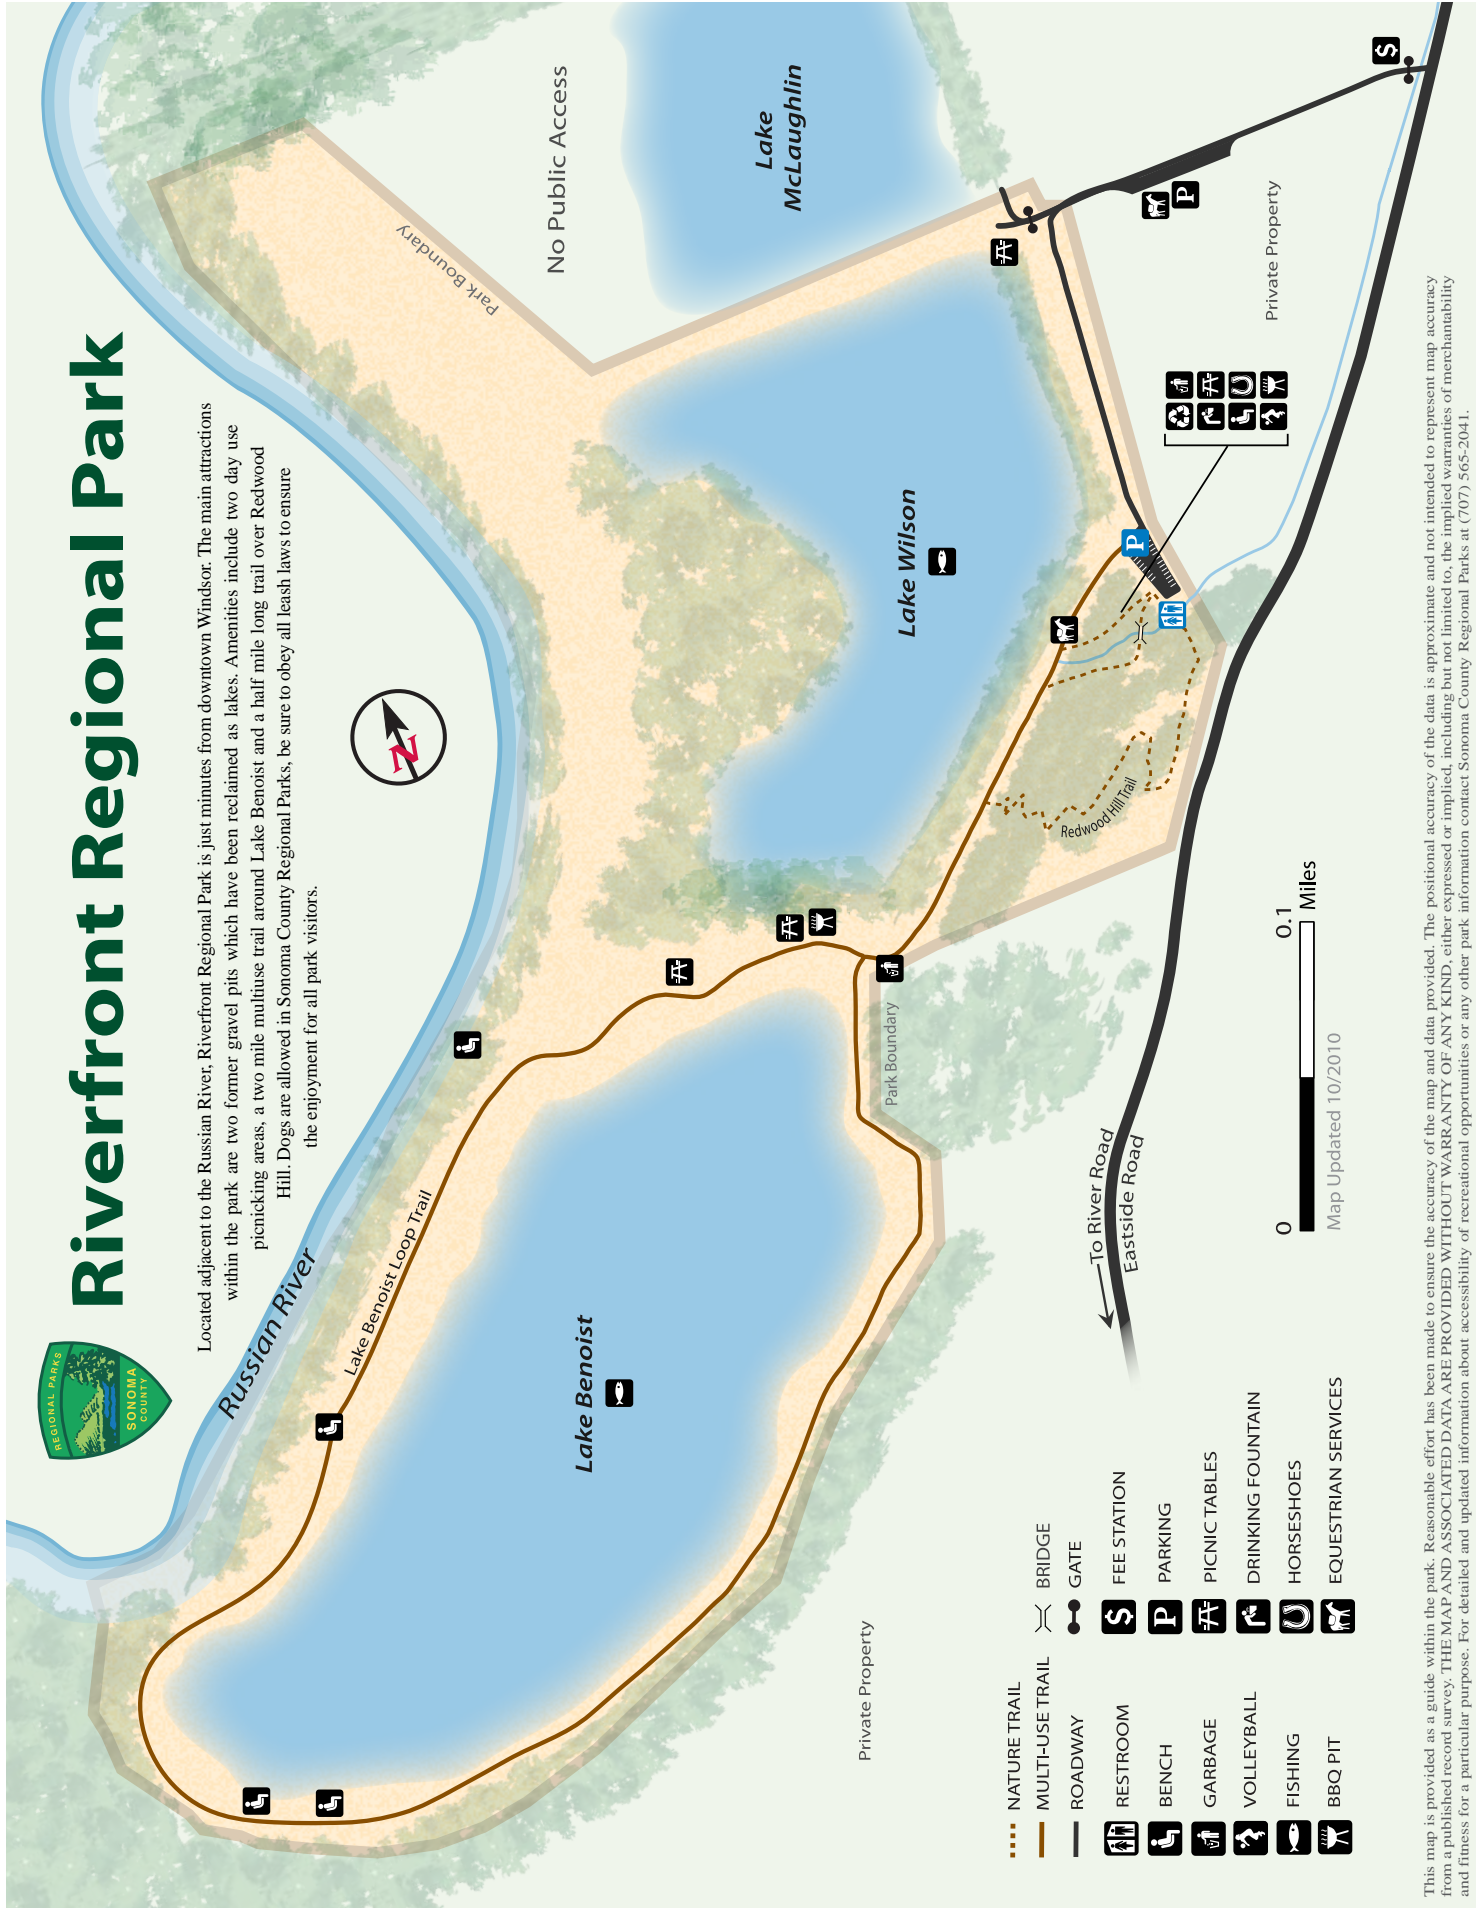 REGIONAL PARKS
SONOMA
COUNTY
Riverfront Regional Park
Located adjacent to the Russian River, Riverfront Regional Park is just minutes from downtown Windsor. The main attractions
within the park are two former gravel pits which have been reclaimed as lakes. Amenities include two day use
picnicking areas, a two mile multiuse trail around Lake Benoist and a half mile long trail over Redwood
Hill. Dogs are allowed in Sonoma County Regional Parks, be sure to obey all leash laws to ensure
the enjoyment for all park visitors.
Russian River
N
Park Boundary
No Public Access
Lake
McLaughlin
$
P
Private Property
Lake Wilson
P
Redwood Hill Trail
Lake Benoist Loop Trail
Lake Benoist
Park Boundary
To River Road
Eastside Road
Private Property
0
0.1
Miles
Map Updated 10/2010
NATURE TRAIL
MULTI-USE TRAIL
ROADWAY
BRIDGE
GATE
RESTROOM
BENCH
GARBAGE
VOLLEYBALL
FISHING
BBQ PIT
$ FEE STATION
P PARKING
PICNIC TABLES
DRINKING FOUNTAIN
HORSESHOES
EQUESTRIAN SERVICES
This map is provided as a guide within the park. Reasonable effort has been made to ensure the accuracy of the map and data provided. The positional accuracy of the data is approximate and not intended to represent map accuracy
from a published record survey. THE MAP AND ASSOCIATED DATA ARE PROVIDED WITHOUT WARRANTY OF ANY KIND, either expressed or implied, including but not limited to, the implied warranties of merchantability
and fitness for a particular purpose. For detailed and updated information about accessibility of recreational opportunities or any other park information contact Sonoma County Regional Parks at (707) 565-2041.